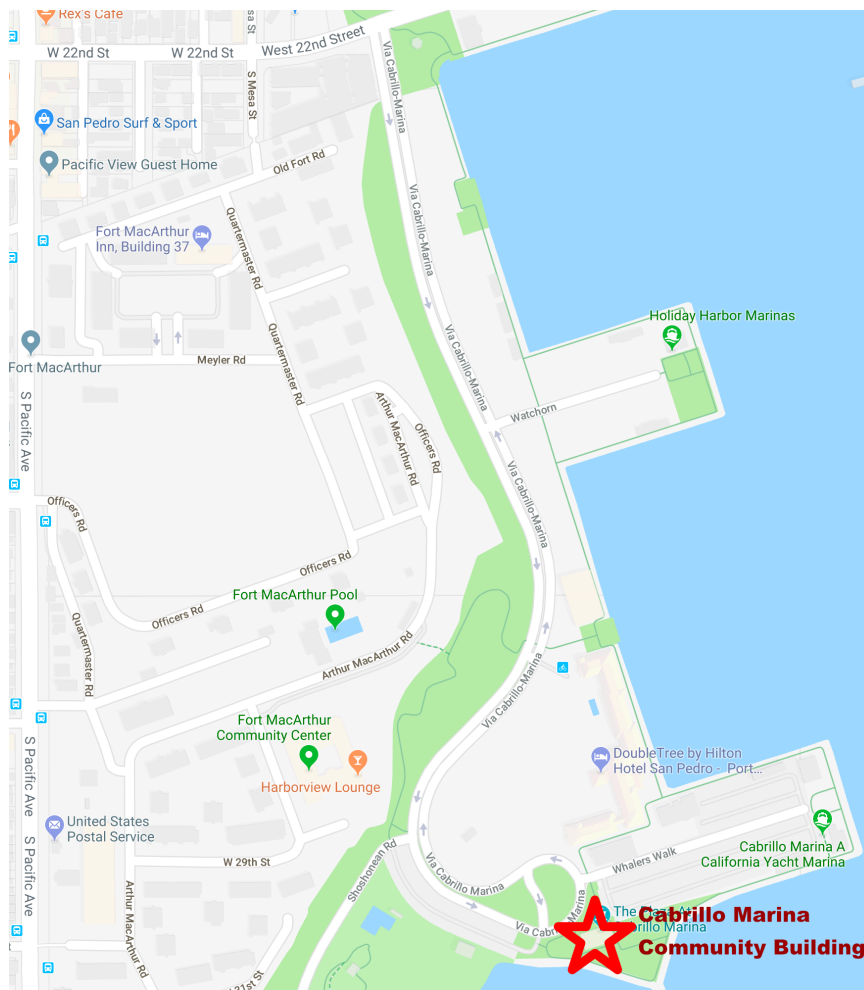 Rex's Cafe
W 22nd St
W 22nd St
West 22nd Street
S Mesa St
Via Cabrillo-Marina
San Pedro Surf & Sport
Pacific View Guest Home
Old Fort Rd
Via Cabrillo-Marina
Fort MacArthur
Inn, Building 37
Quartermaster Rd
Holiday Harbor Marinas
Fort MacArthur
Meyler Rd
Quartermaster Rd
Via Cabrillo-Marina
S Pacific Ave
Arthur MacArthur Rd
Officers Rd
Watchorn
Via Cabrillo-Marina
Officers Rd
Officers Rd
Officers Rd
Fort MacArthur Pool
Quartermaster Rd
Arthur MacArthur Rd
Via Cabrillo-Marina
Fort MacArthur
Community Center
S Pacific Ave
DoubleTree by Hilton
Hotel San Pedro - Port...
Harborview Lounge
United States
Postal Service
Cabrillo Marina A
California Yacht Marina
S Pacific Ave
W 29th St
Shoshonean Rd
Via Cabrillo Marina
Whalers Walk
Arthur MacArthur Rd
Marina
The Plaza At
Cabrillo Marina
Community Building